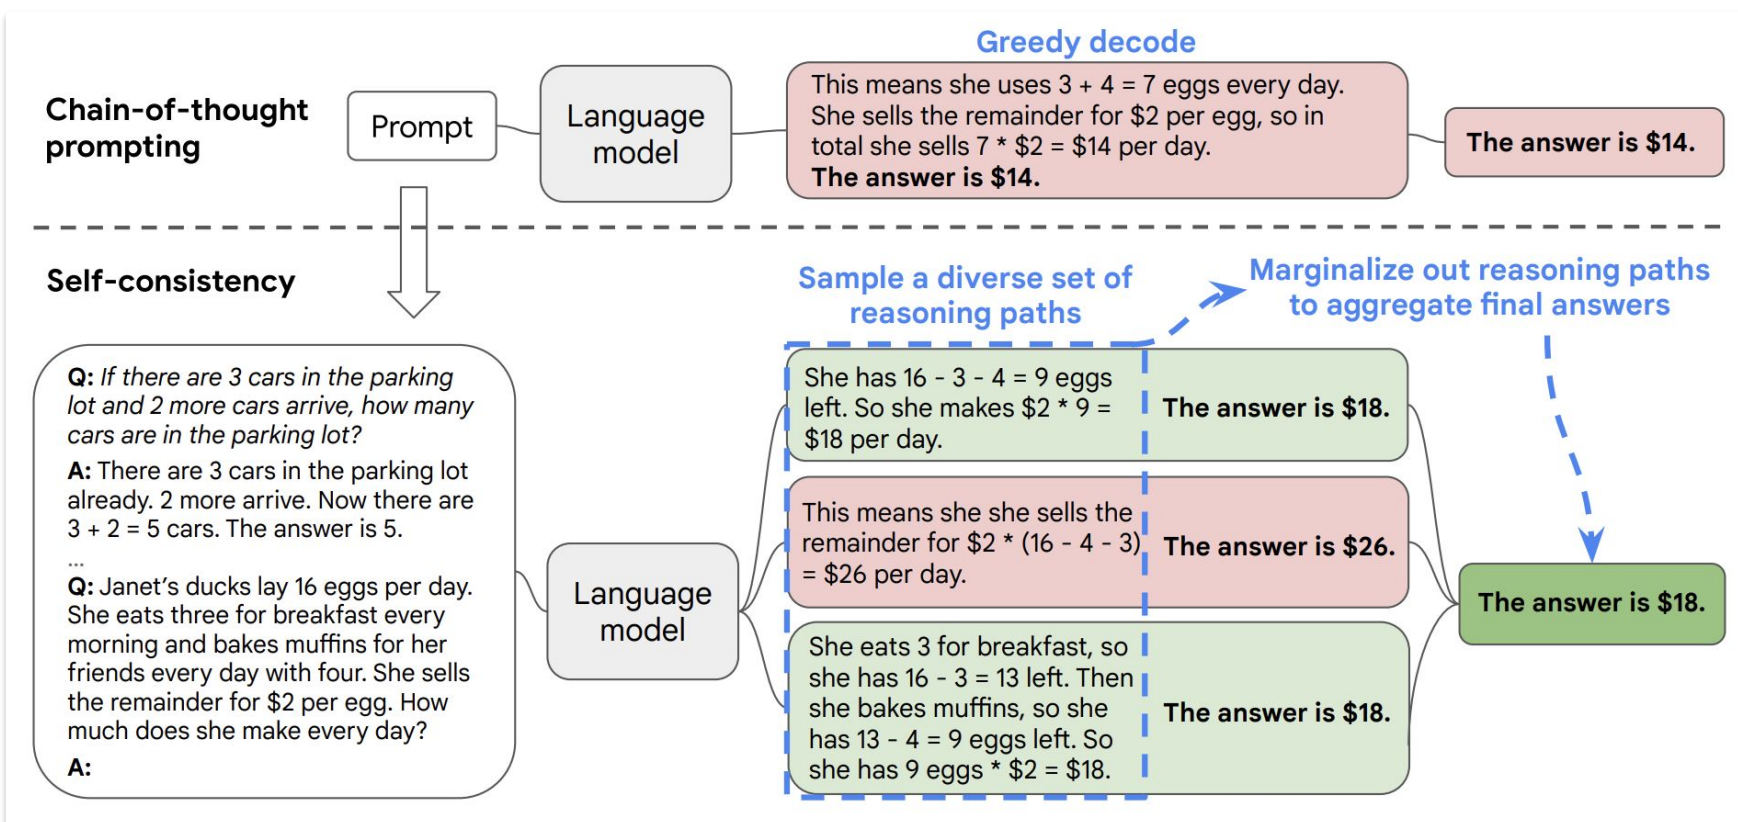 Greedy decode
Chain-of-thought
prompting
Prompt
Language
model
This means she uses 3 + 4 = 7 eggs every day.
She sells the remainder for $2 per egg, so in
total she sells 7 * $2 = $14 per day.
The answer is $14.
The answer is $14.
Self-consistency
Sample a diverse set of
reasoning paths
Marginalize out reasoning paths
to aggregate final answers
Q: If there are 3 cars in the parking
lot and 2 more cars arrive, how many
cars are in the parking lot?
A: There are 3 cars in the parking lot
already. 2 more arrive. Now there are
3 + 2 = 5 cars. The answer is 5.
...
Q: Janet’s ducks lay 16 eggs per day.
She eats three for breakfast every
morning and bakes muffins for her
friends every day with four. She sells
the remainder for $2 per egg. How
much does she make every day?
A:
Language
model
She has 16 - 3 - 4 = 9 eggs
left. So she makes $2 * 9 =
$18 per day.
The answer is $18.
This means she she sells the
remainder for $2 * (16 - 4 - 3)
= $26 per day.
The answer is $26.
She eats 3 for breakfast, so
she has 16 - 3 = 13 left. Then
she bakes muffins, so she
has 13 - 4 = 9 eggs left. So
she has 9 eggs * $2 = $18.
The answer is $18.
The answer is $18.